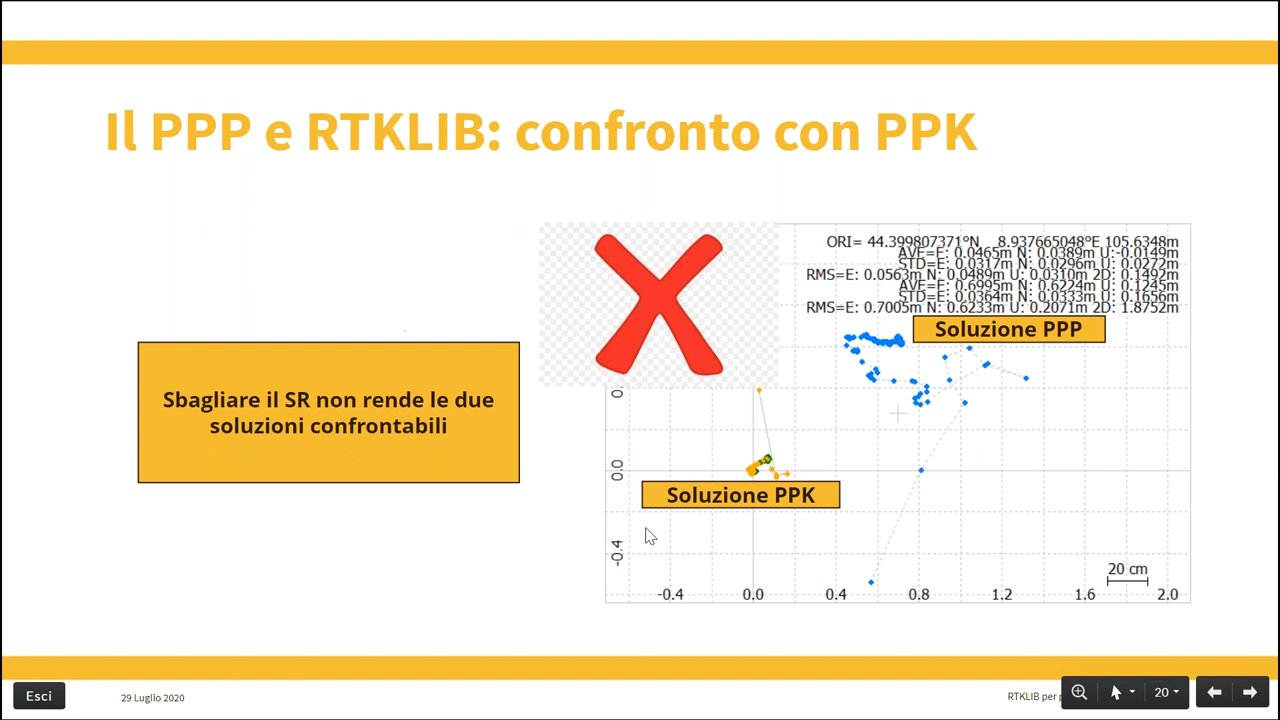 Il PPP e RTKLIB: confronto con PPK
ORI= 44.399807371°N 8.937665048°E 105.6348m
AVE=E: 0.0465m N: 0.0389m U:-0.0149m
STD=E: 0.0317m N: 0.0296m U: 0.0272m
RMS=E: 0.0563m N: 0.0489m U: 0.0310m 2D: 0.1492m
AVE=E: 0.6995m N: 0.6224m U: 0.1245m
STD=E: 0.0364m N: 0.0333m U: 0.1656m
RMS=E: 0.7005m N: 0.6233m U: 0.2071m 2D: 1.8752m
Soluzione PPP
Sbagliare il SR non rende le due
soluzioni confrontabili
0.0
Soluzione PPK
-0.4
20 cm
-0.4 0.0 0.4 0.8 1.2 1.6 2.0
Esci
29 Luglio 2020
RTKLIB per
20